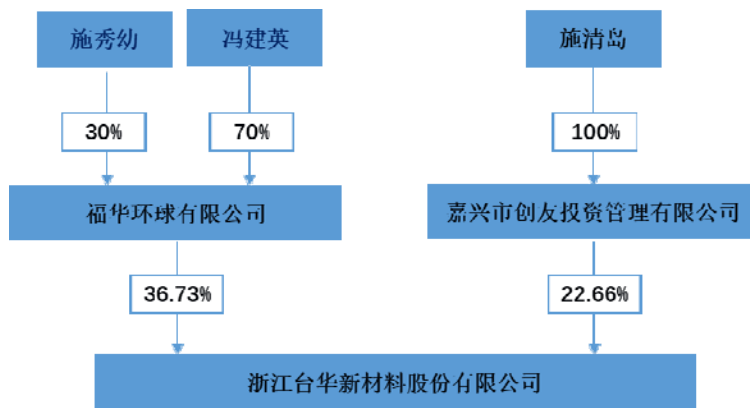 施秀幼
冯建英
施清岛
30%
70%
100%
福华环球有限公司
嘉兴市创友投资管理有限公司
36.73%
22.66%
浙江台华新材料股份有限公司